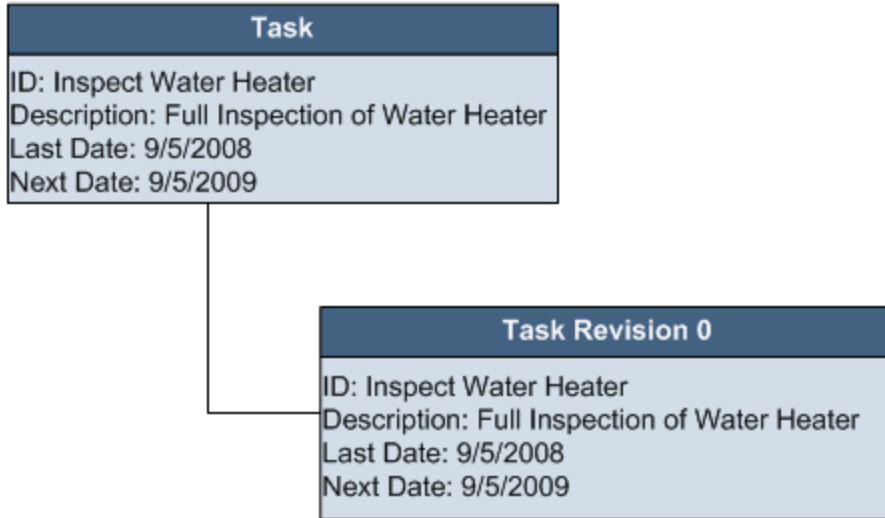 Task
ID: Inspect Water Heater
Description: Full Inspection of Water Heater
Last Date: 9/5/2008
Next Date: 9/5/2009
Task Revision 0
ID: Inspect Water Heater
Description: Full Inspection of Water Heater
Last Date: 9/5/2008
Next Date: 9/5/2009